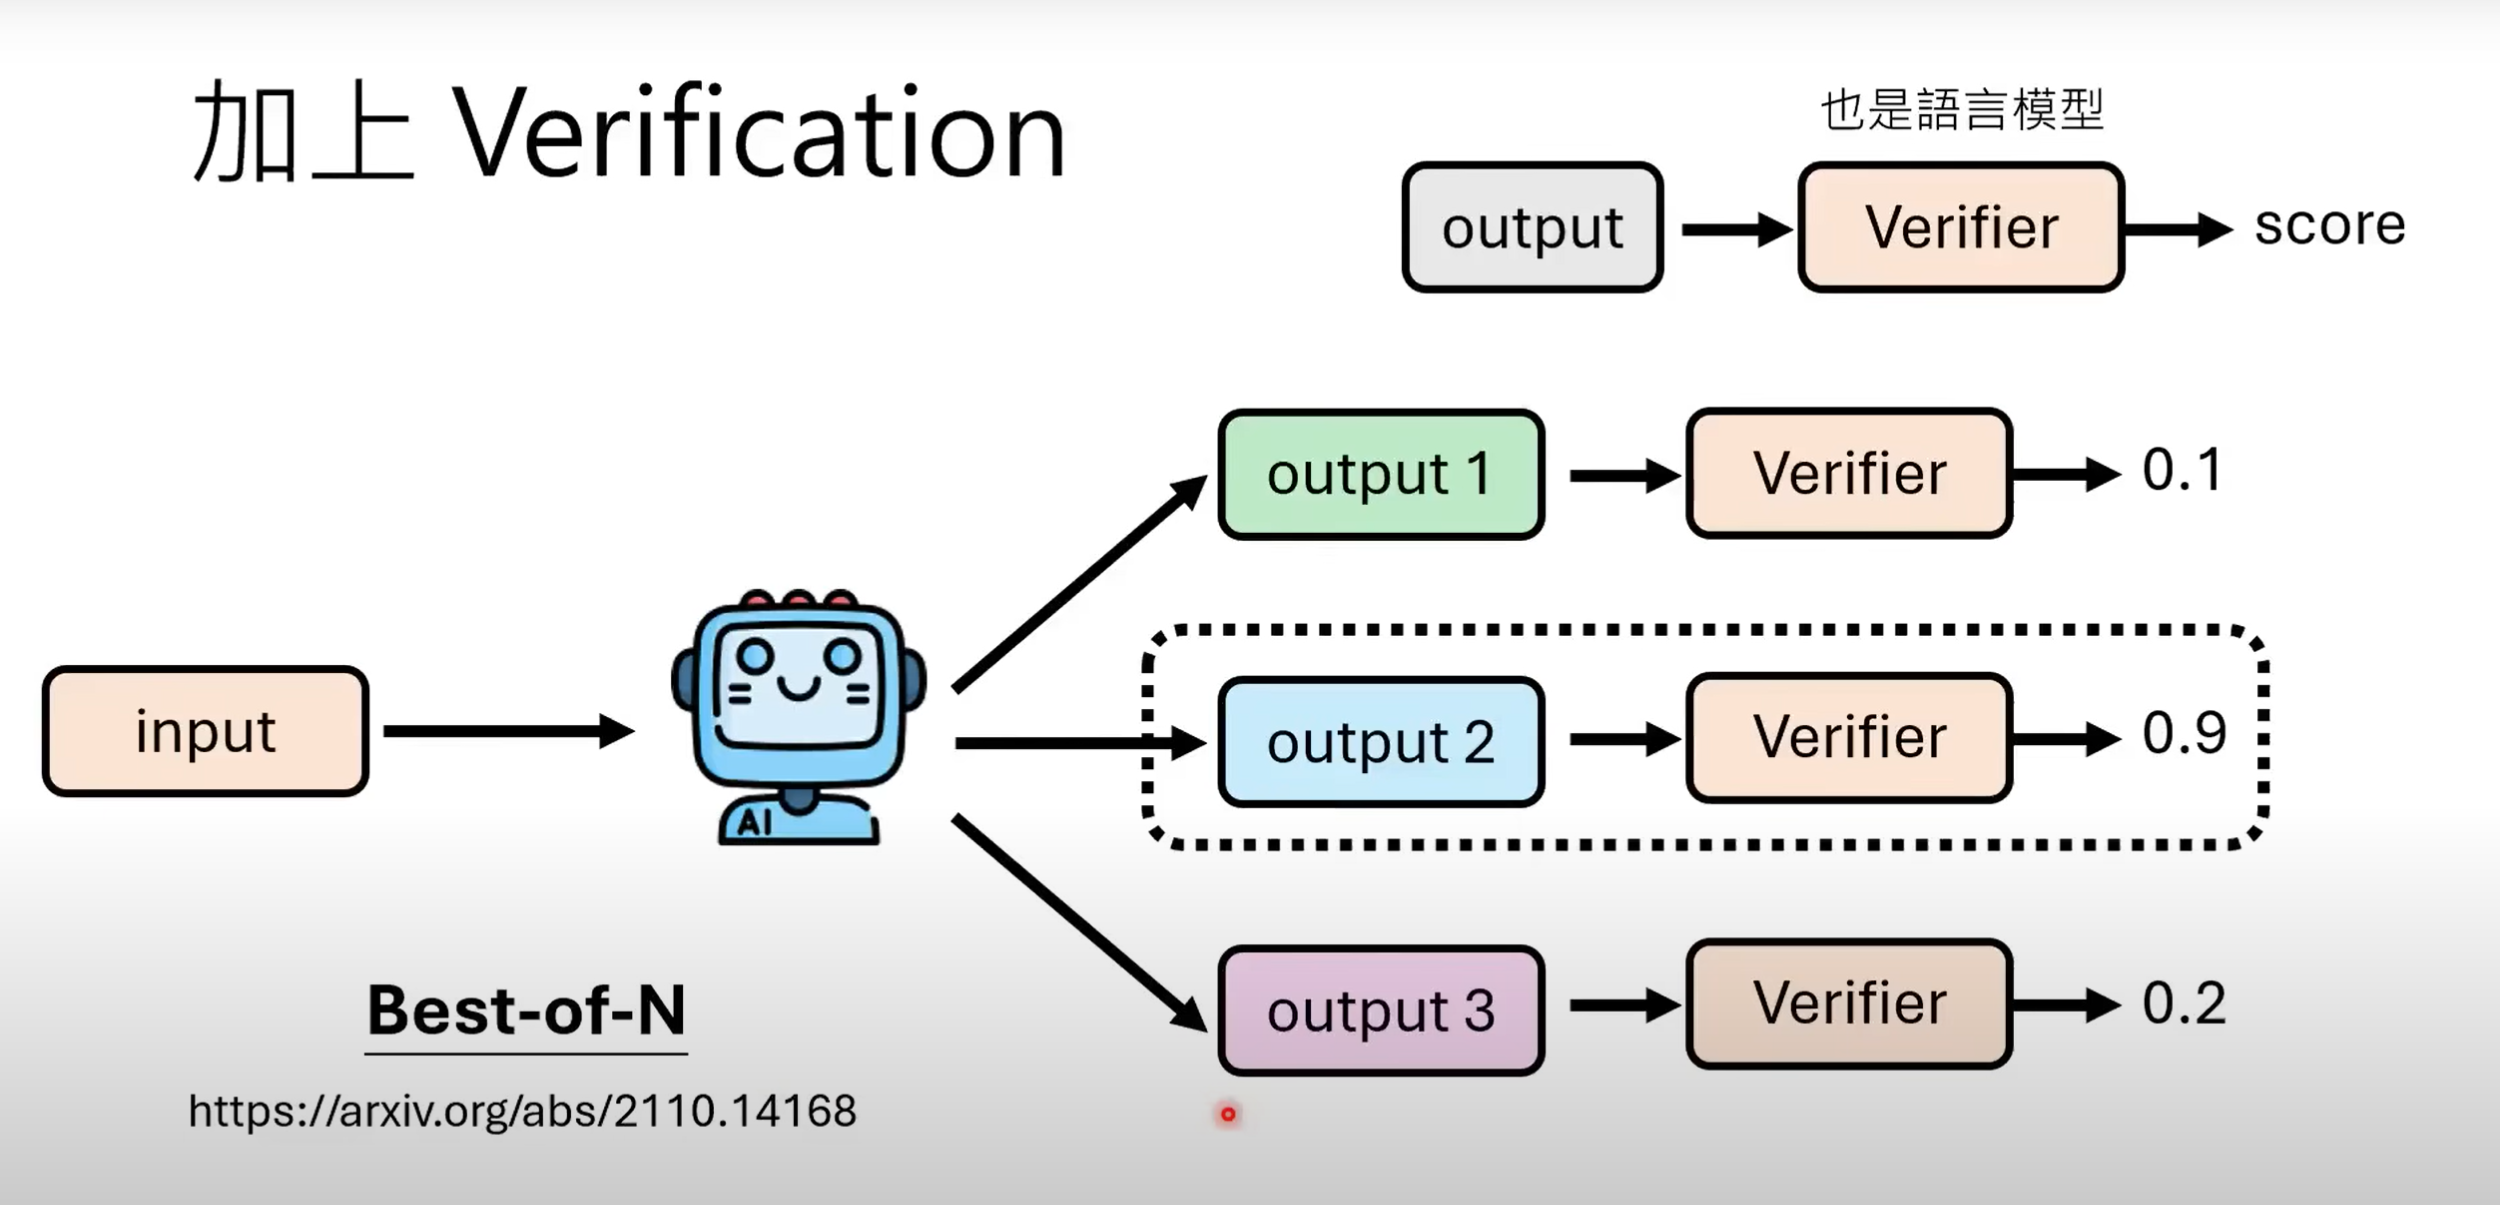 加上 Verification
也是語言模型
output
Verifier
score
output 1
Verifier
0.1
input
AI
output 2
Verifier
0.9
output 3
Verifier
0.2
Best-of-N
https://arxiv.org/abs/2110.14168